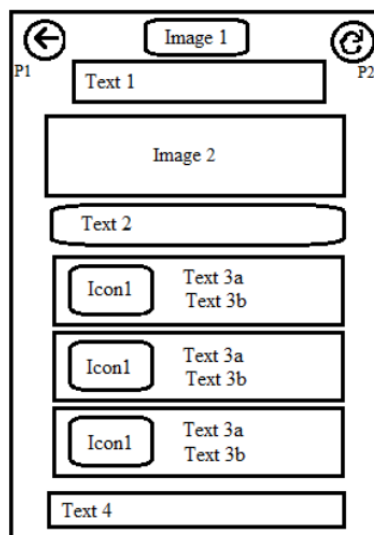 Image 1
P1
P2
Text 1
Image 2
Text 2
Icon1
Text 3a
Text 3b
Icon1
Text 3a
Text 3b
Icon1
Text 3a
Text 3b
Text 4